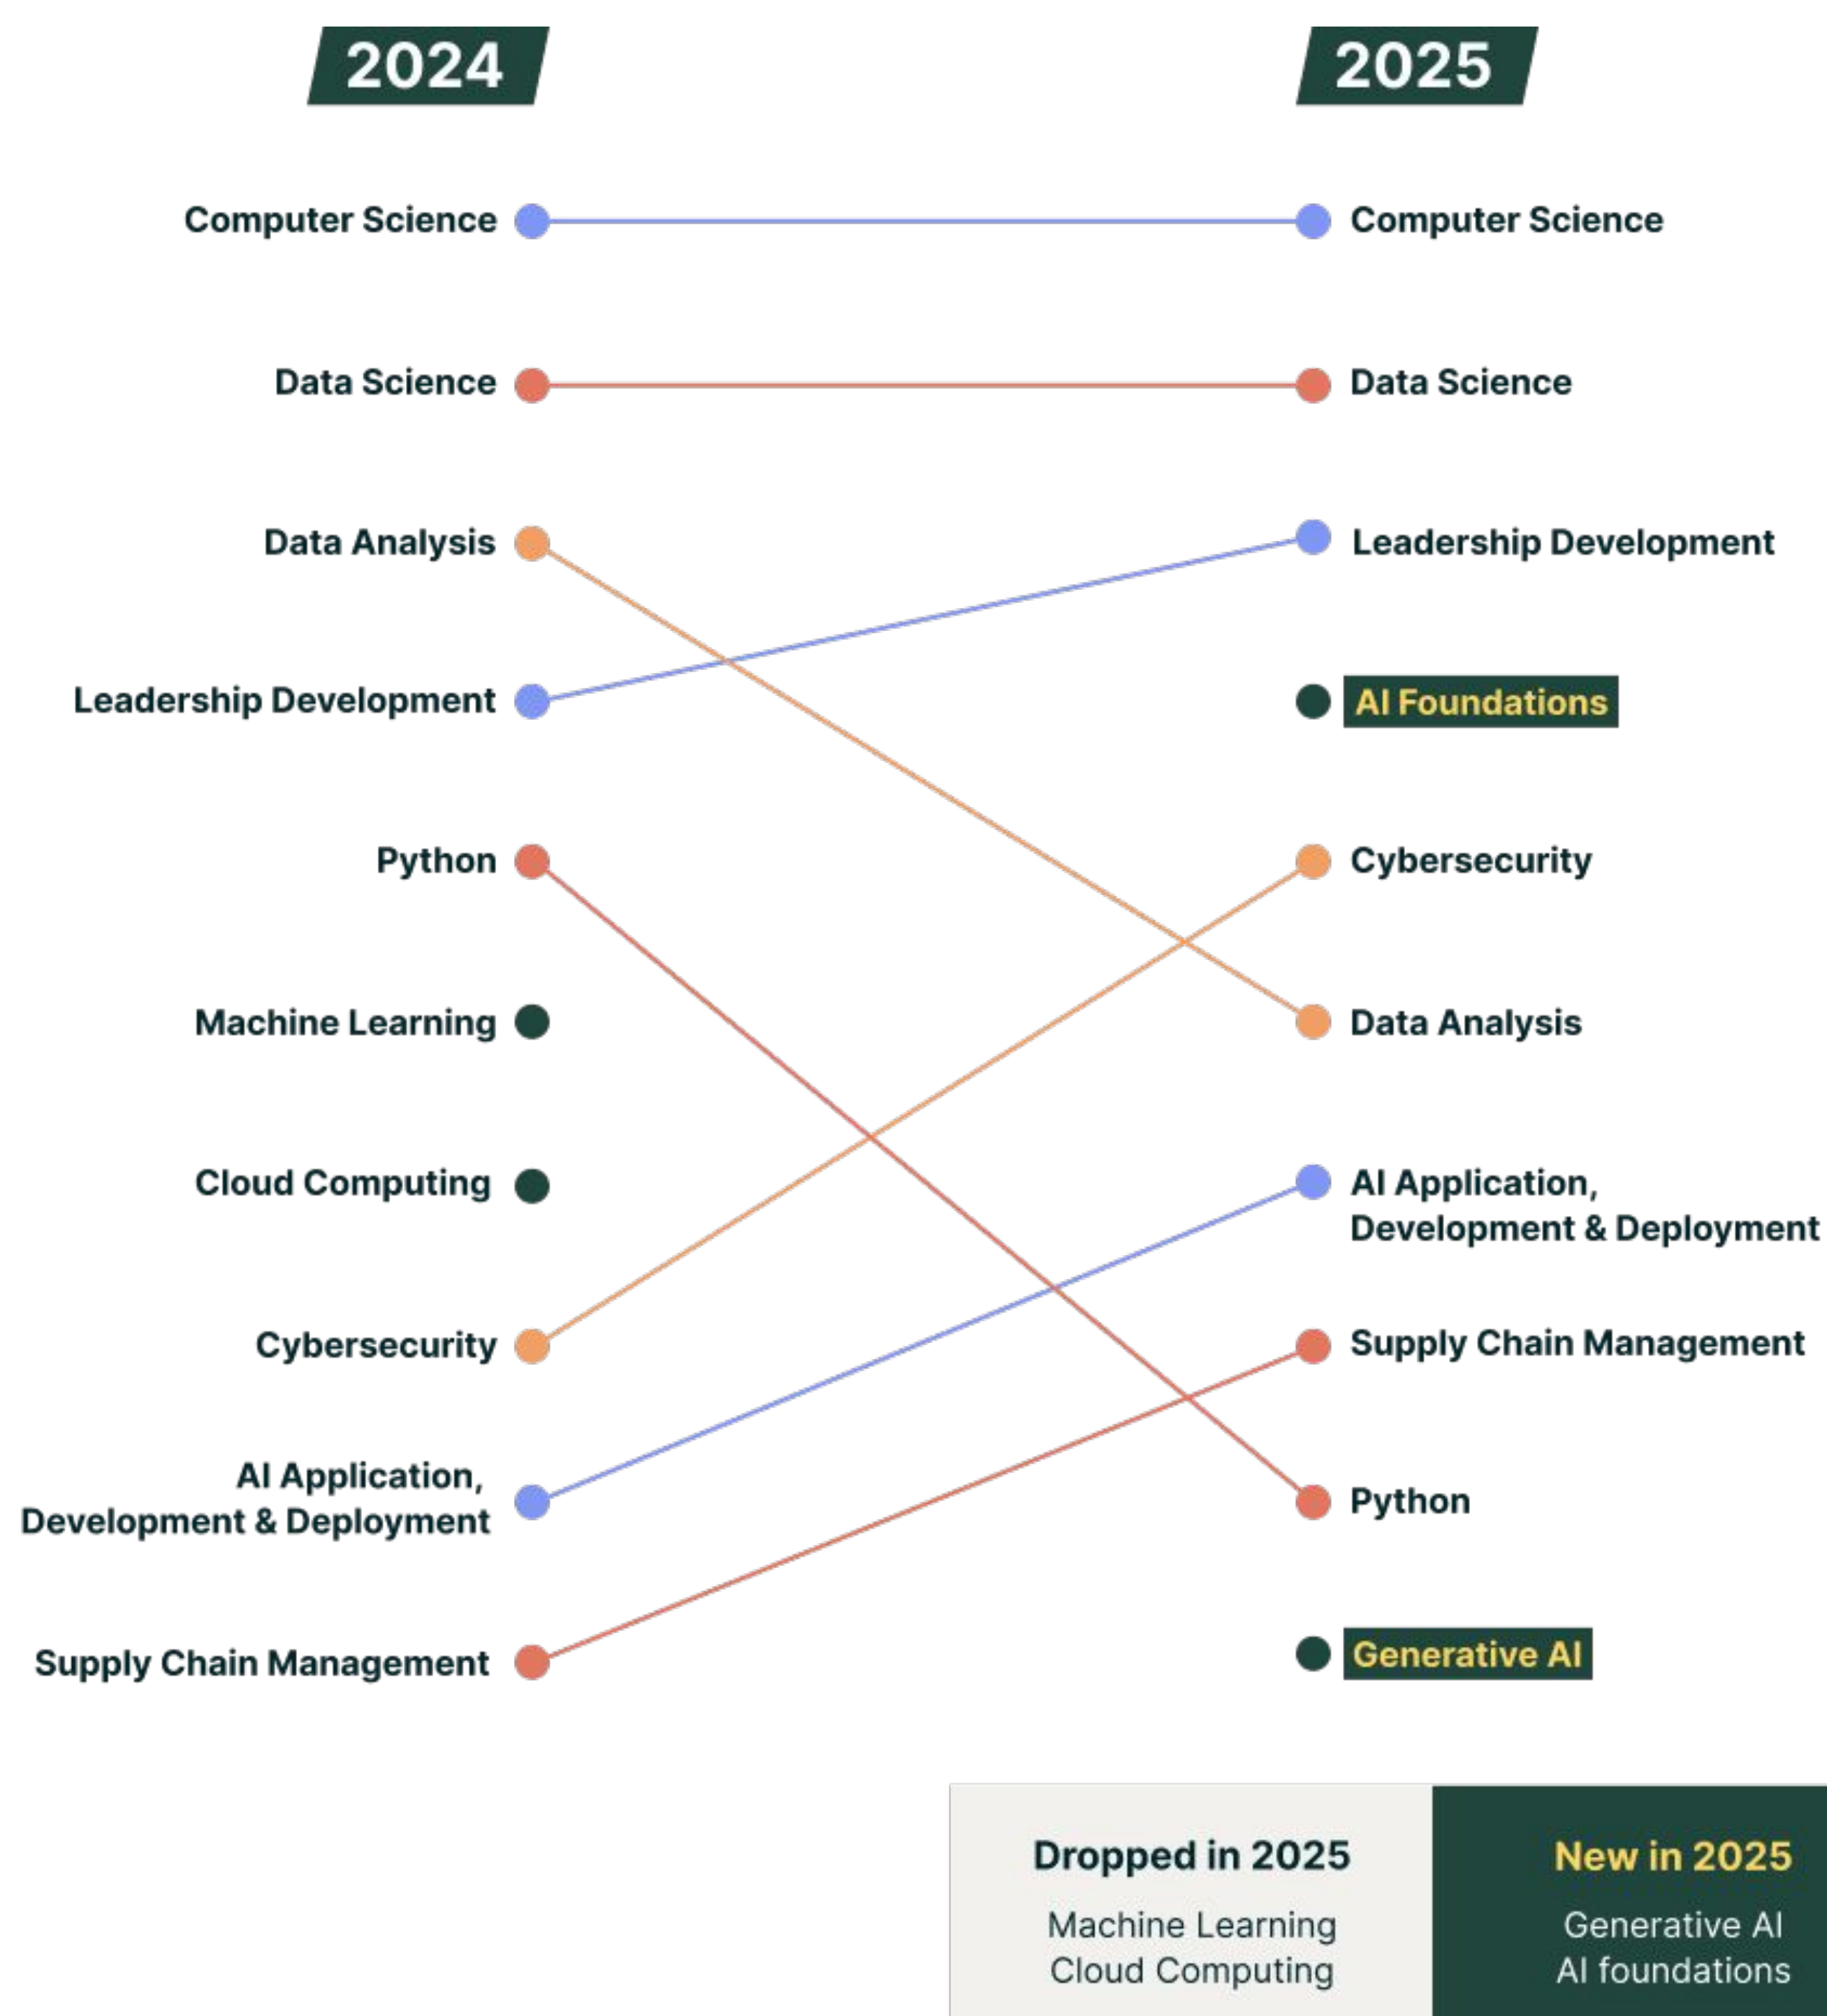 2024
2025
Computer Science
Computer Science
Data Science
Data Science
Data Analysis
Leadership Development
Leadership Development
AI Foundations
Python
Cybersecurity
Machine Learning
Data Analysis
Cloud Computing
AI Application,
Development & Deployment
Cybersecurity
Supply Chain Management
AI Application,
Development & Deployment
Python
Supply Chain Management
Generative AI
Dropped in 2025
Machine Learning
Cloud Computing
New in 2025
Generative AI
AI foundations